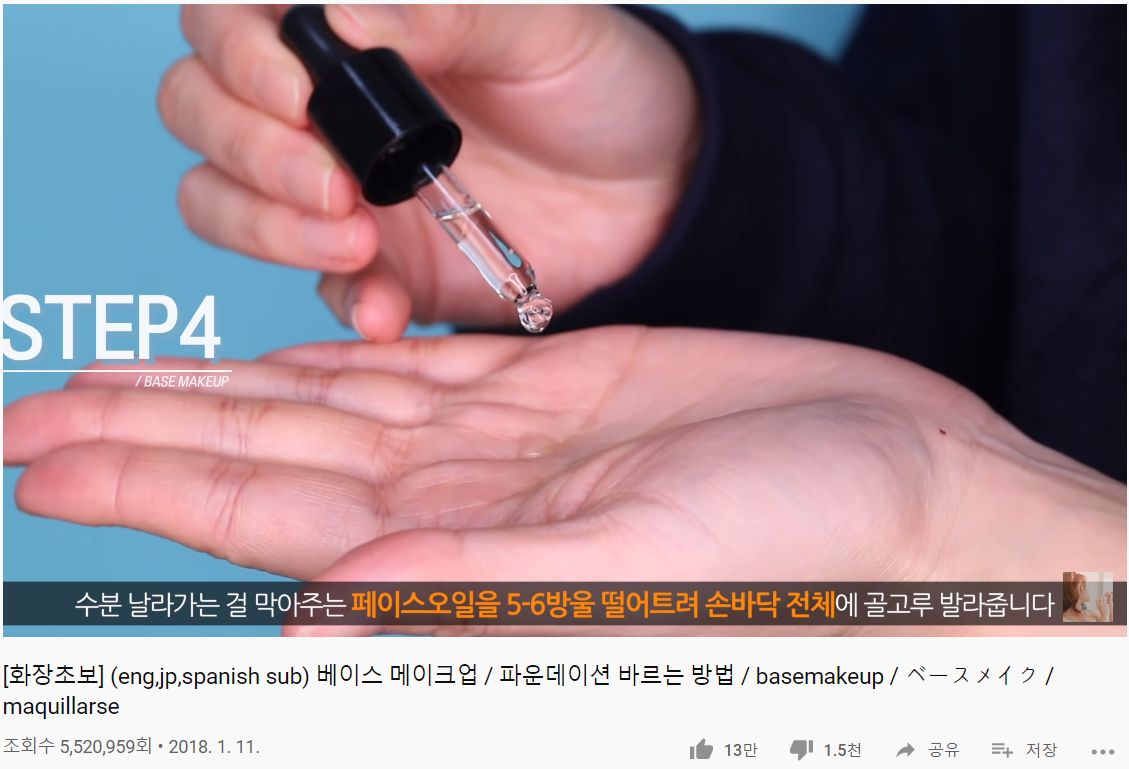 STEP4
/ BASE MAKEUP
수분 날라가는 걸 막아주는 페이스오일을 5-6방울 떨어트려 손바닥 전체에 골고루 발라줍니다
[화장초보] (eng,jp,spanish sub) 베이스 메이크업 / 파운데이션 바르는 방법 / basemakeup / ベースメイク /
maquillarse
조회수 5,520,959회 • 2018. 1. 11.
13만 1.5천 공유 저장